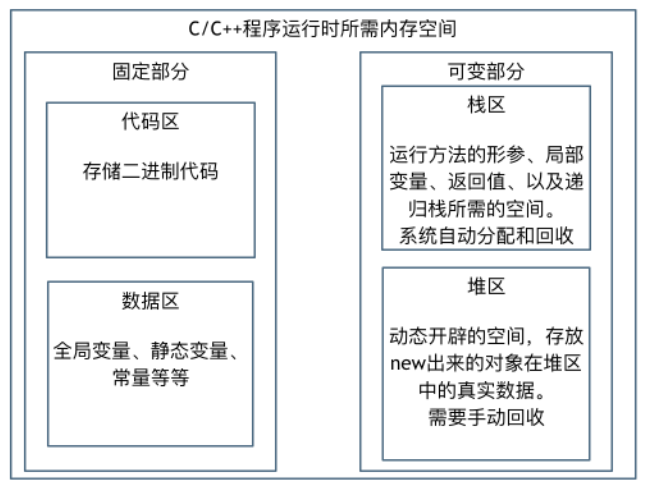 C/C++程序运行时所需内存空间
固定部分
代码区
存储二进制代码
数据区
全局变量、静态变量、
常量等等
可变部分
栈区
运行方法的形参、局部
变量、返回值、以及递
归栈所需的空间。
系统自动分配和回收
堆区
动态开辟的空间，存放
new出来的对象在堆区
中的真实数据。
需要手动回收